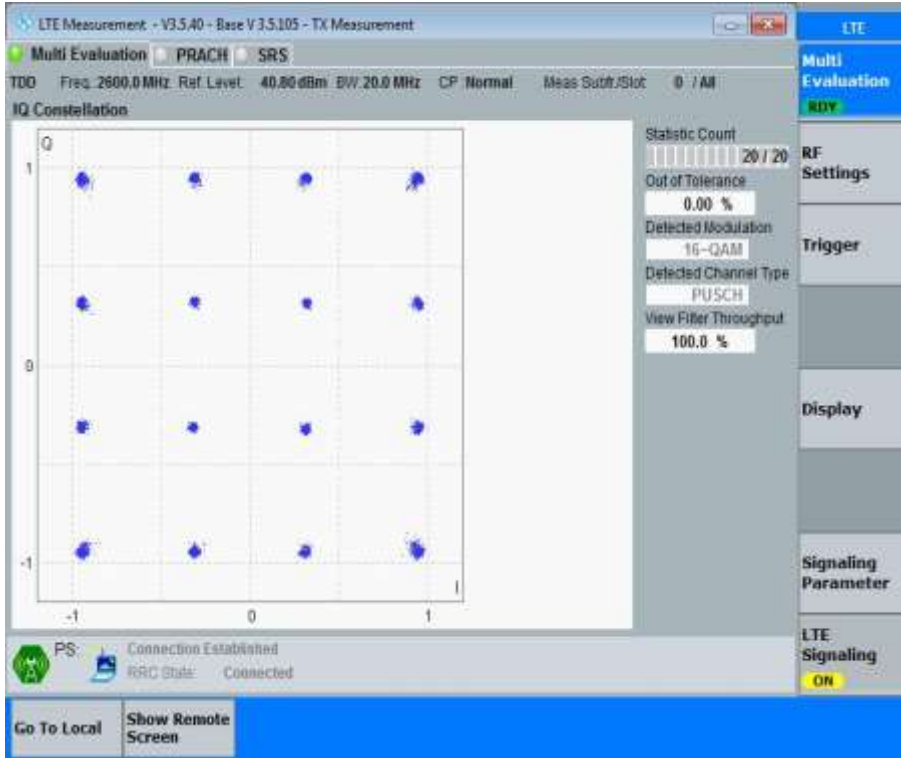 LTE Measurement - V3.5.40 - Base V 3.5.105 - TX Measurement
LTE
Multi Evaluation PRACH SRS
Multi Evaluation
RDY
TDD Freq.:2600.0 MHz Ref. Level: 40.80 dBm BW:20.0 MHz CP:Normal Meas Subfr./Slot: 0 / All
IQ Constellation
Q
1
0
-1
-1 0 1
I
Statistic Count
20 / 20
Out of Tolerance
0.00 %
Detected Modulation
16-QAM
Detected Channel Type
PUSCH
View Filter Throughput
100.0 %
RF
Settings
Trigger
Display
Signaling
Parameter
LTE
Signaling
ON
PS: Connection Established
RRC State: Connected
Go To Local
Show Remote
Screen